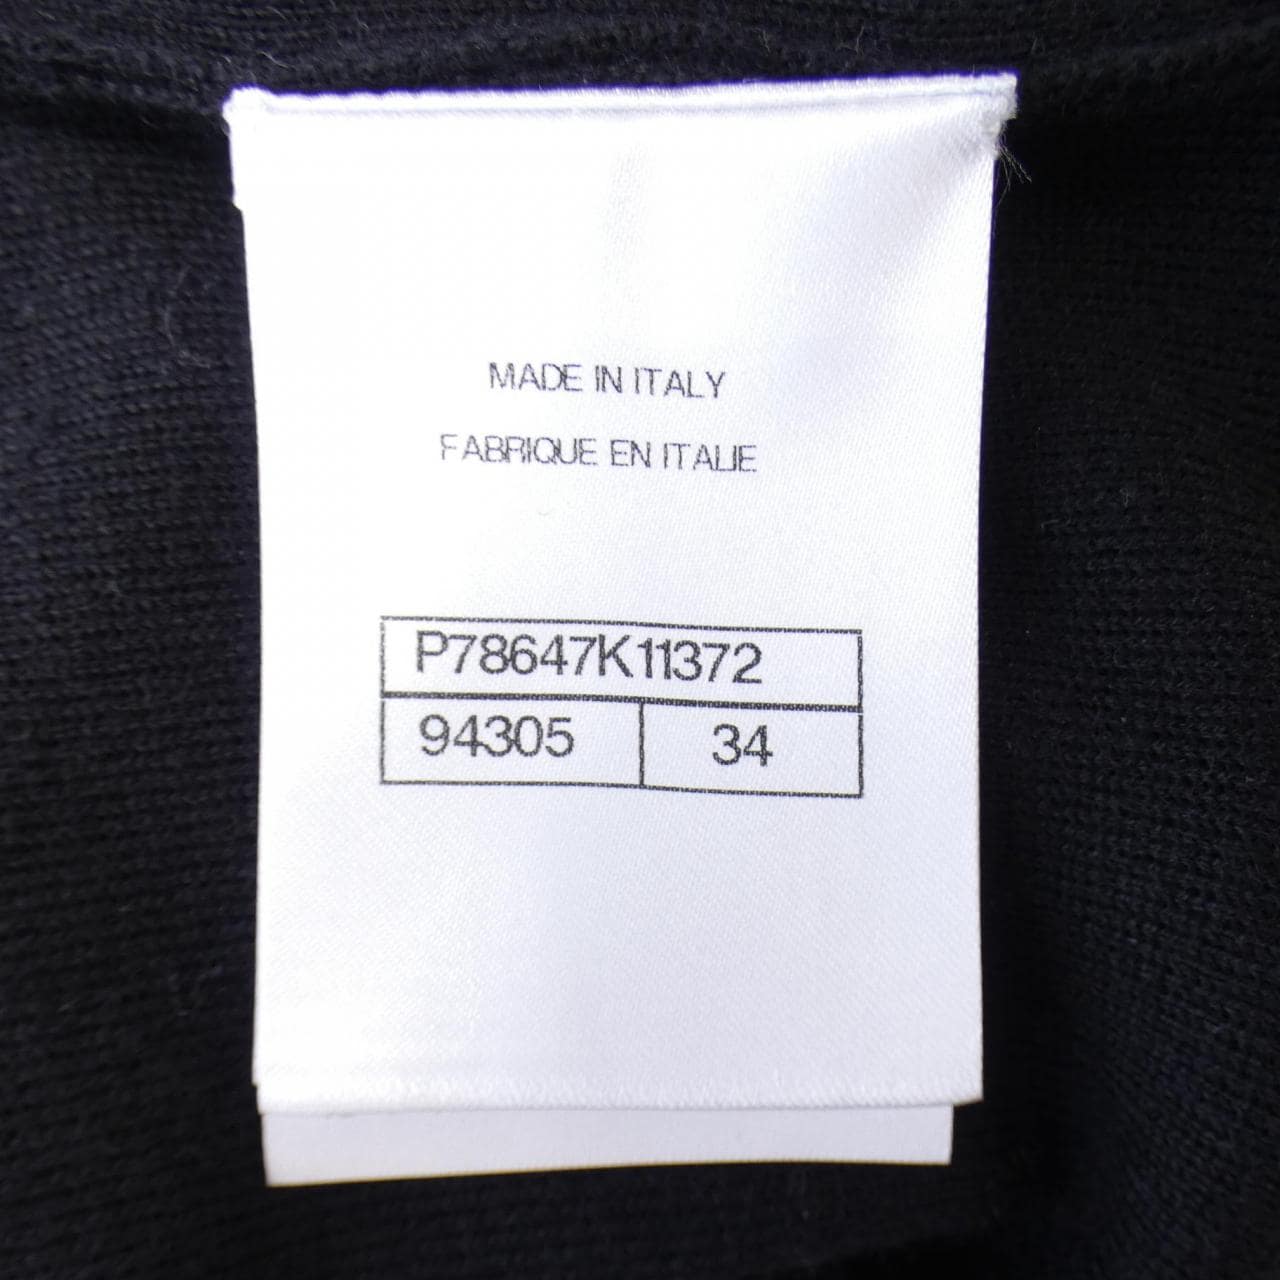 MADE IN ITALY
FABRIQUE EN ITALIE
P78647K11372
94305 34